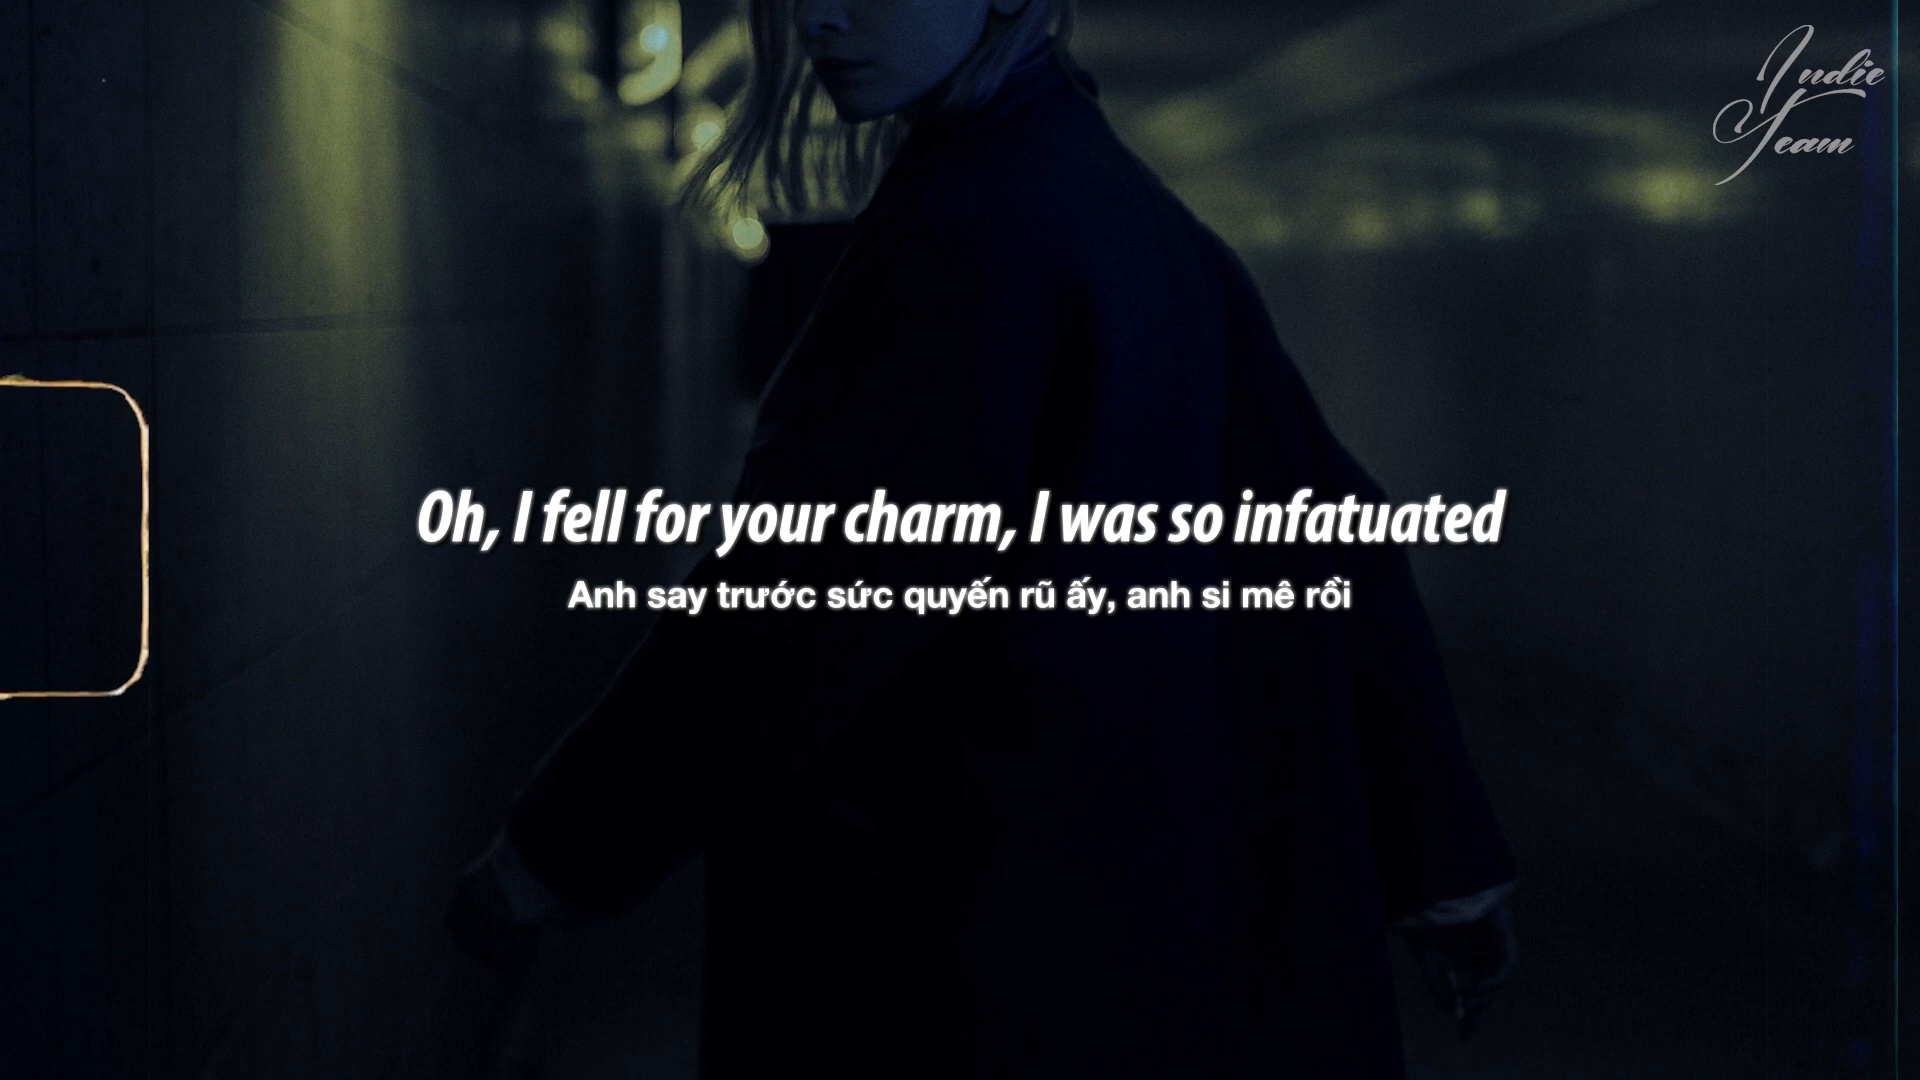 Indie
Team
Oh, I fell for your charm, I was so infatuated
Anh say trước sức quyến rũ ấy, anh si mê rồi